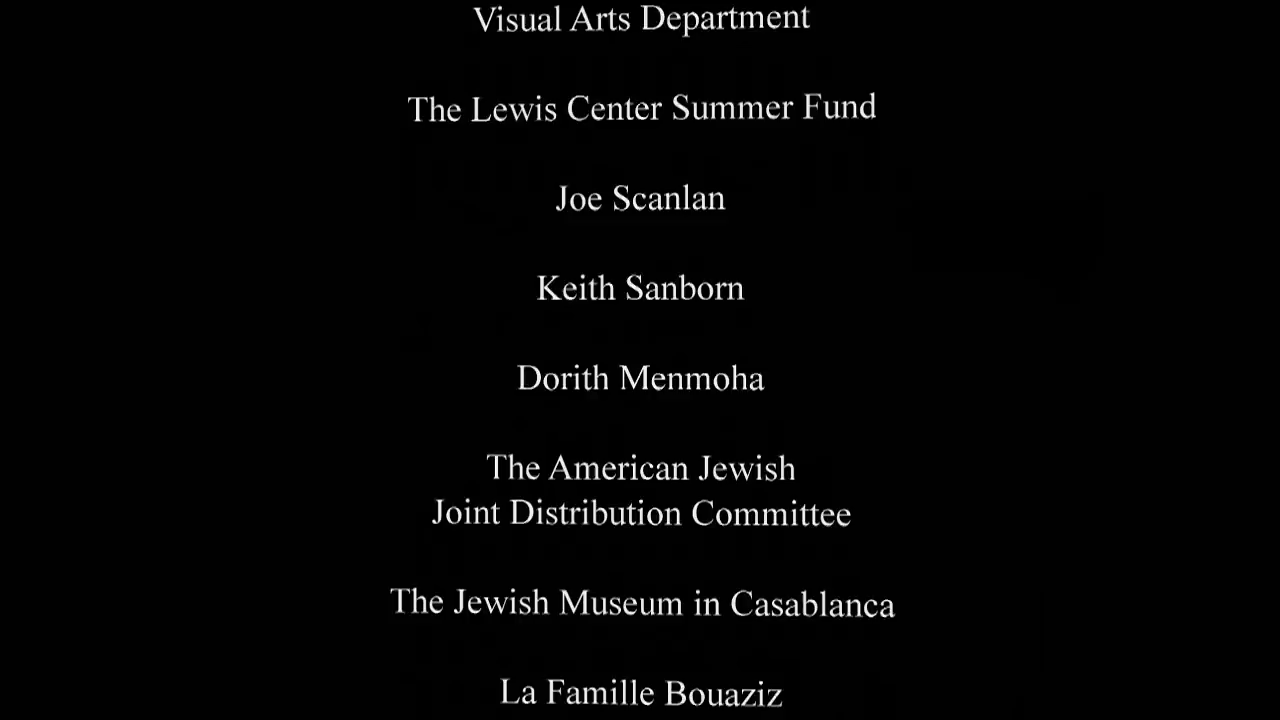 Visual Arts Department
The Lewis Center Summer Fund
Joe Scanlan
Keith Sanborn
Dorith Menmoha
The American Jewish
Joint Distribution Committee
The Jewish Museum in Casablanca
La Famille Bouaziz